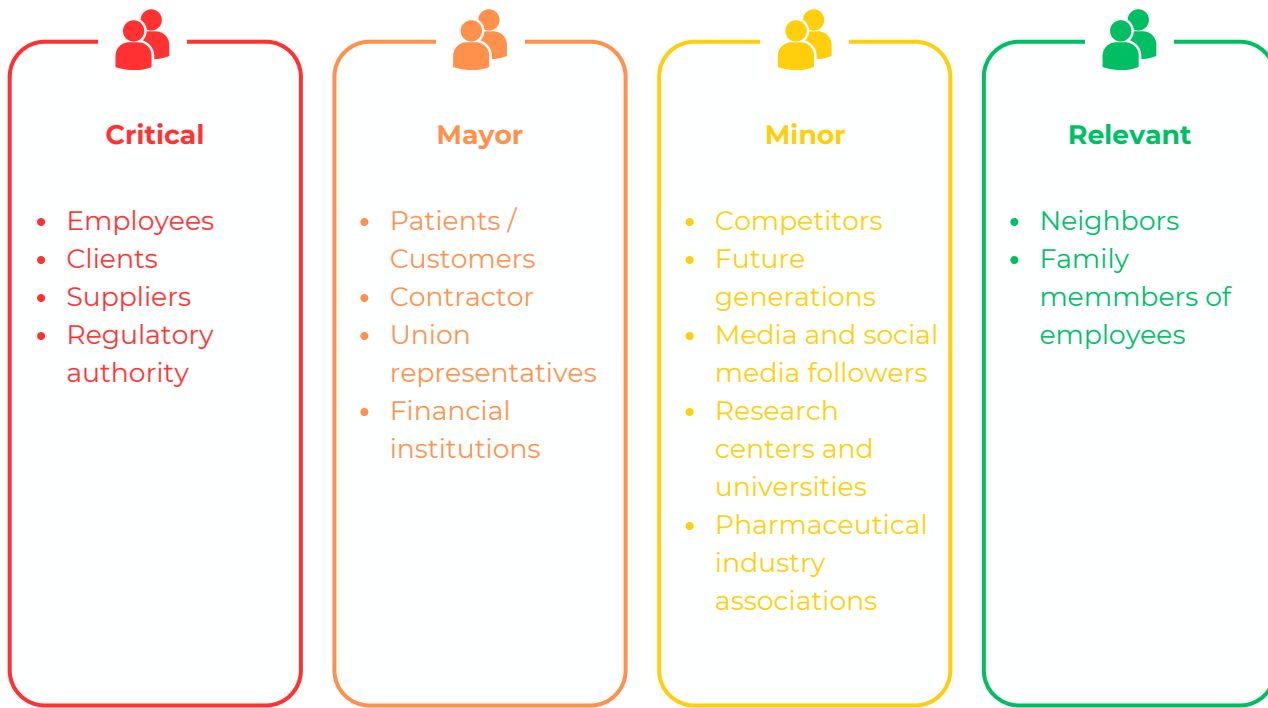 Critical
• Employees
• Clients
• Suppliers
• Regulatory
authority
Mayor
• Patients /
Customers
• Contractor
• Union
representatives
• Financial
institutions
Minor
• Competitors
• Future
generations
• Media and social
media followers
• Research
centers and
universities
• Pharmaceutical
industry
associations
Relevant
• Neighbors
• Family
memmbers of
employees